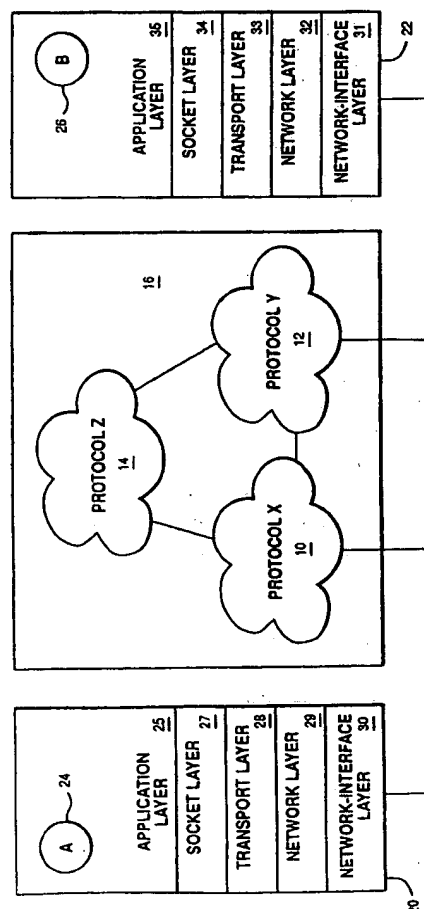 A
24
APPLICATION
LAYER
25
SOCKET LAYER
27
TRANSPORT LAYER
28
NETWORK LAYER
29
NETWORK-INTERFACE
LAYER
30
20
PROTOCOL Z
14
16
PROTOCOL X
10
PROTOCOL Y
12
B
26
APPLICATION
LAYER
35
SOCKET LAYER
34
TRANSPORT LAYER
33
NETWORK LAYER
32
NETWORK-INTERFACE
LAYER
31
22